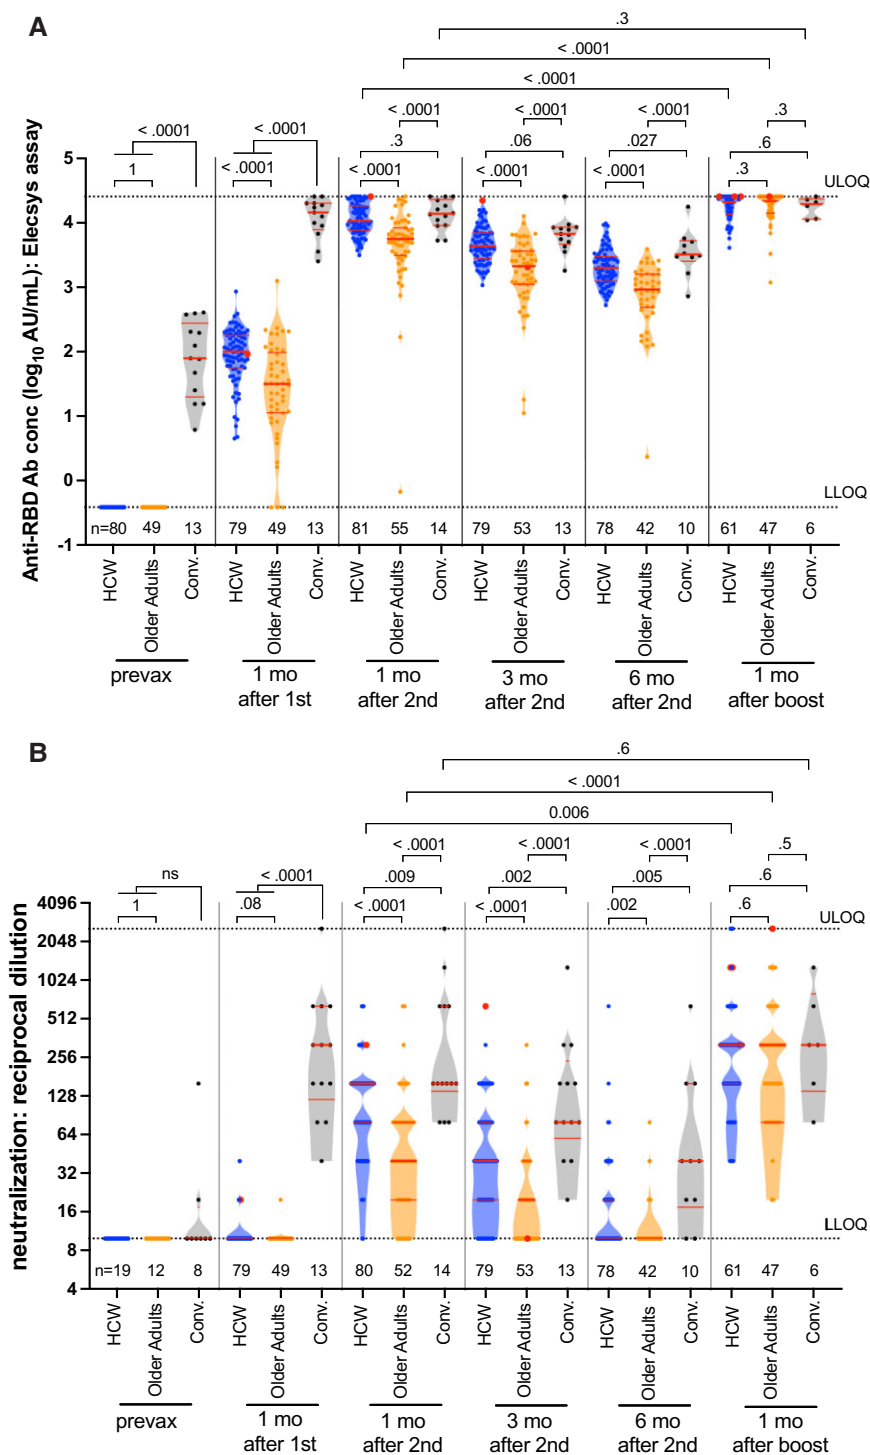 A
.3
< .0001
< .0001
< .0001 < .0001 < .0001 .3
< .0001 < .0001 .3 .06 .027 .6
1 < .0001 < .0001 < .0001 < .0001 .3
Anti-RBD Ab conc (log10 AU/mL): Elecsys assay
5
4
3
2
1
0
-1
ULOQ
LLOQ
n=80 49 13 79 49 13 81 55 14 79 53 13 78 42 10 61 47 6
HCW Older Adults Conv. HCW Older Adults Conv. HCW Older Adults Conv. HCW Older Adults Conv. HCW Older Adults Conv. HCW Older Adults Conv.
prevax 1 mo 1 mo 3 mo 6 mo 1 mo
after 1st after 2nd after 2nd after 2nd after boost
B
.6
< .0001
0.006
< .0001 < .0001 < .0001 .5
ns < .0001 .009 .002 .005 .6
1 .08 < .0001 < .0001 .002 .6
neutralization: reciprocal dilution
4096
2048
1024
512
256
128
64
32
16
8
4
ULOQ
LLOQ
n=19 12 8 79 49 13 80 52 14 79 53 13 78 42 10 61 47 6
HCW Older Adults Conv. HCW Older Adults Conv. HCW Older Adults Conv. HCW Older Adults Conv. HCW Older Adults Conv. HCW Older Adults Conv.
prevax 1 mo 1 mo 3 mo 6 mo 1 mo
after 1st after 2nd after 2nd after 2nd after boost